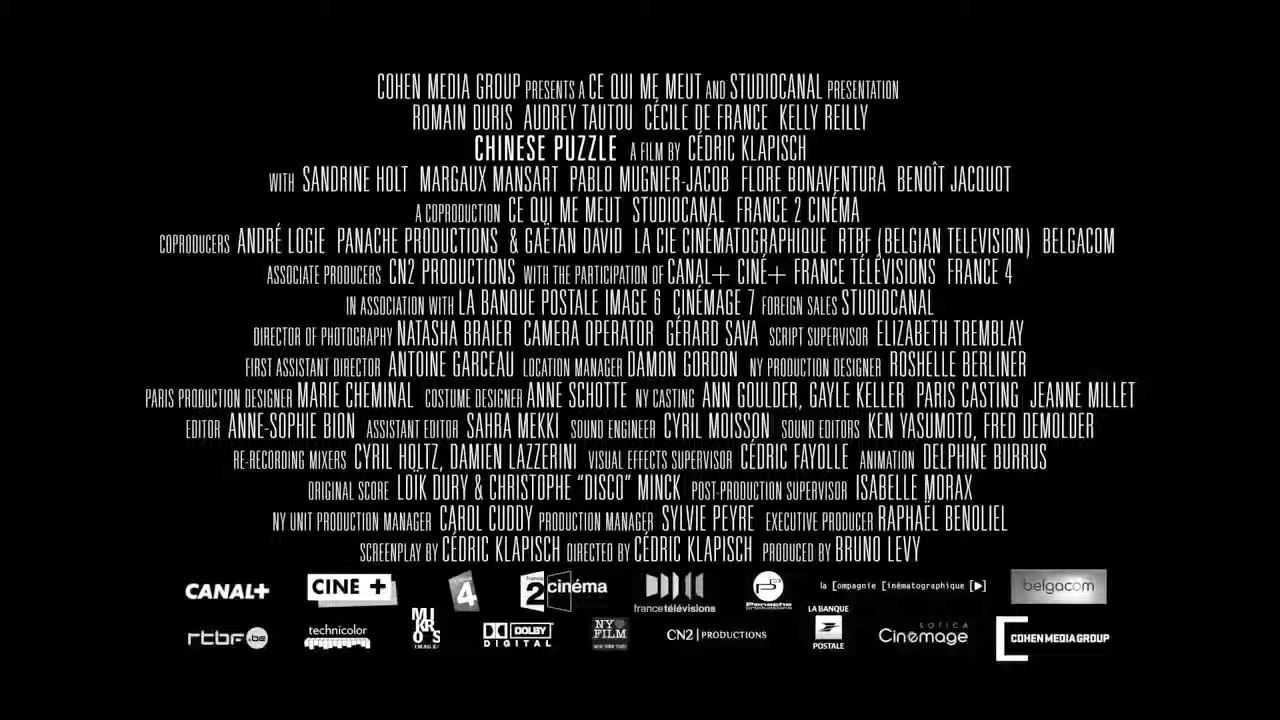 COHEN MEDIA GROUP PRESENTS A CE QUI ME MEUT AND STUDIOCANAL PRESENTATION
ROMAIN DURIS AUDREY TAUTOU CÉCILE DE FRANCE KELLY REILLY
CHINESE PUZZLE A FILM BY CÉDRIC KLAPISCH
WITH SANDRINE HOLT MARGAUX MANSART PABLO MUGNIER-JACOB FLORE BONAVENTURA BENOÎT JACQUOT
A COPRODUCTION CE QUI ME MEUT STUDIOCANAL FRANCE 2 CINÉMA
COPRODUCERS ANDRÉ LOGIE PANACHE PRODUCTIONS & GAËTAN DAVID LA CIE CINÉMATOGRAPHIQUE RTBF (BELGIAN TELEVISION) BELGACOM
ASSOCIATE PRODUCERS CN2 PRODUCTIONS WITH THE PARTICIPATION OF CANAL+ CINÉ+ FRANCE TÉLÉVISIONS FRANCE 4
IN ASSOCIATION WITH LA BANQUE POSTALE IMAGE 6 CINÉMAGE 7 FOREIGN SALES STUDIOCANAL
DIRECTOR OF PHOTOGRAPHY NATASHA BRAIER CAMERA OPERATOR GÉRARD SAVA SCRIPT SUPERVISOR ELIZABETH TREMBLAY
FIRST ASSISTANT DIRECTOR ANTOINE GARCEAU LOCATION MANAGER DAMON GORDON NY PRODUCTION DESIGNER ROSHELLE BERLINER
PARIS PRODUCTION DESIGNER MARIE CHEMINAL COSTUME DESIGNER ANNE SCHOTTE NY CASTING ANN GOULDER, GAYLE KELLER PARIS CASTING JEANNE MILLET
EDITOR ANNE-SOPHIE BION ASSISTANT EDITOR SAHRA MEKKI SOUND ENGINEER CYRIL MOISSON SOUND EDITORS KEN YASUMOTO, FRED DEMOLDER
RE-RECORDING MIXERS CYRIL HOLTZ, DAMIEN LAZZERINI VISUAL EFFECTS SUPERVISOR CÉDRIC FAYOLLE ANIMATION DELPHINE BURRUS
ORIGINAL SCORE LOÏK DURY & CHRISTOPHE “DISCO” MINCK POST-PRODUCTION SUPERVISOR ISABELLE MORAX
NY UNIT PRODUCTION MANAGER CAROL CUDDY PRODUCTION MANAGER SYLVIE PEYRE EXECUTIVE PRODUCER RAPHAËL BENOLIEL
SCREENPLAY BY CÉDRIC KLAPISCH DIRECTED BY CÉDRIC KLAPISCH PRODUCED BY BRUNO LEVY
CANAL+ CINE + 4 france 2 cinéma francetélévisions Panache productions la [ompagnie [inématographique belgacom
rtbf.be technicolor MIKROS IMAGE DOLBY DIGITAL NY FILM CN2 PRODUCTIONS LA BANQUE POSTALE SOFICA Cinémage COHEN MEDIA GROUP